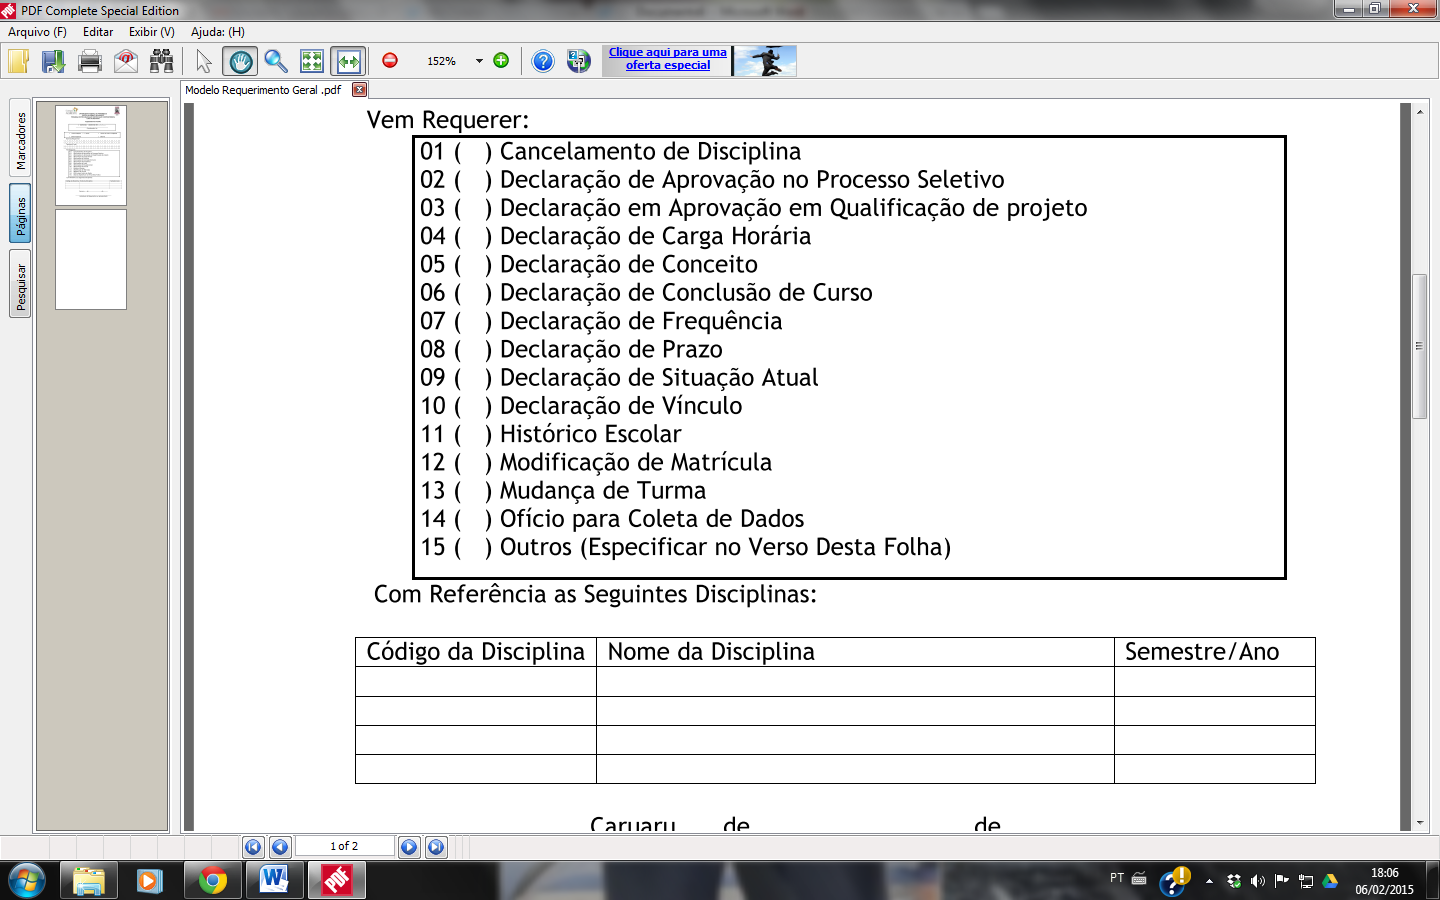 PDF Complete Special Edition
Arquivo (F) Editar Exibir (V) Ajuda: (H)
152%
Clique aqui para uma
oferta especial
Modelo Requerimento Geral .pdf
Marcadores
Páginas
Pesquisar
Vem Requerer:
01 ( ) Cancelamento de Disciplina
02 ( ) Declaração de Aprovação no Processo Seletivo
03 ( ) Declaração em Aprovação em Qualificação de projeto
04 ( ) Declaração de Carga Horária
05 ( ) Declaração de Conceito
06 ( ) Declaração de Conclusão de Curso
07 ( ) Declaração de Frequência
08 ( ) Declaração de Prazo
09 ( ) Declaração de Situação Atual
10 ( ) Declaração de Vínculo
11 ( ) Histórico Escolar
12 ( ) Modificação de Matrícula
13 ( ) Mudança de Turma
14 ( ) Ofício para Coleta de Dados
15 ( ) Outros (Especificar no Verso Desta Folha)
Com Referência as Seguintes Disciplinas:
Código da Disciplina Nome da Disciplina Semestre/Ano
Caruaru de de
1 of 2
PT
18:06
06/02/2015